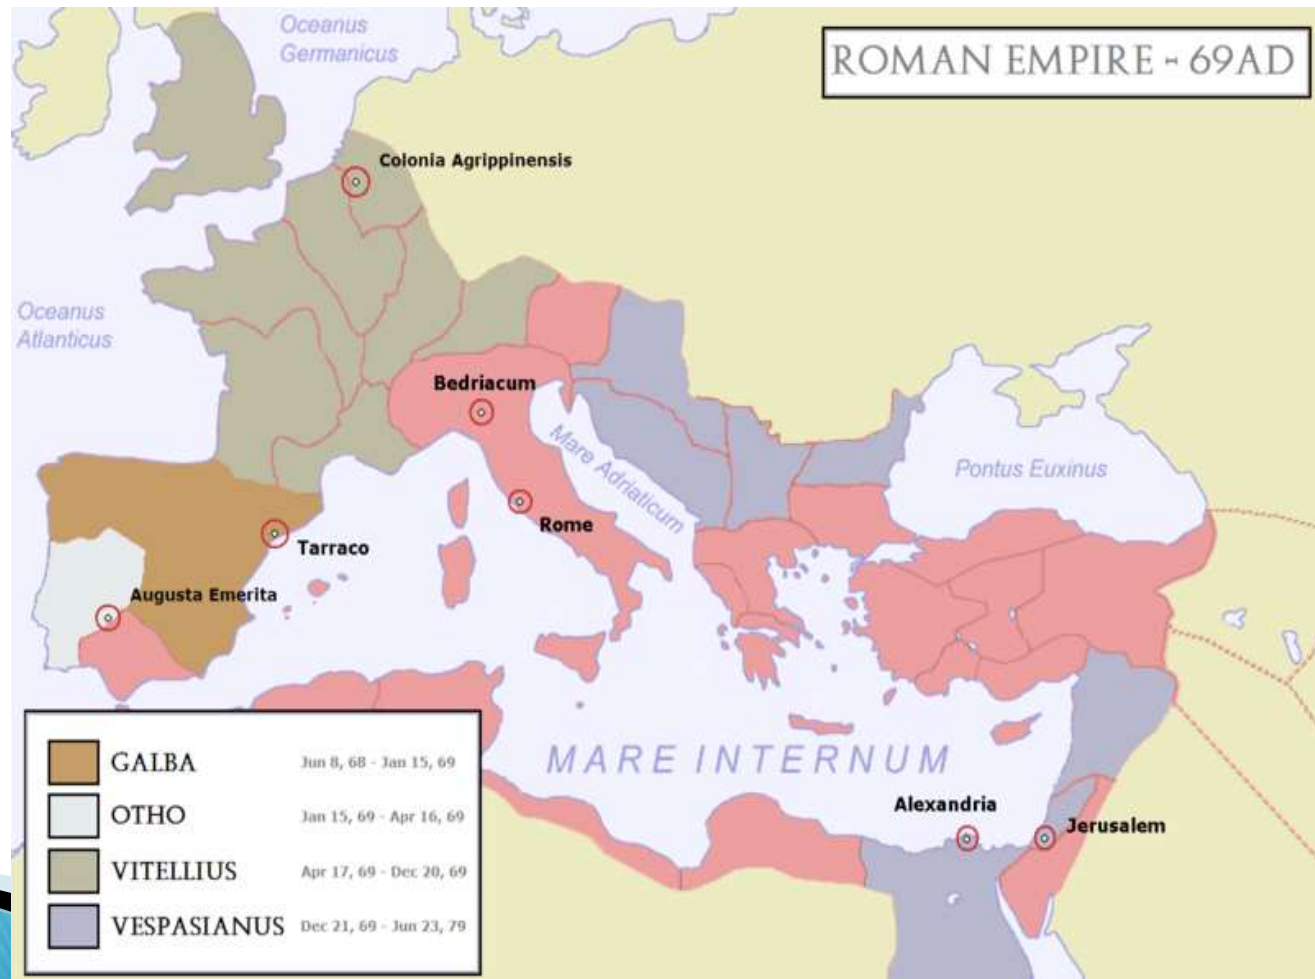 Oceanus
Germanicus
ROMAN EMPIRE - 69AD
Colonia Agrippinensis
Oceanus
Atlanticus
Bedriacum
Mare Adriaticum
Pontus Euxinus
Rome
Tarraco
Augusta Emerita
MARE INTERNUM
Alexandria
Jerusalem
GALBA Jun 8, 68 - Jan 15, 69
OTHO Jan 15, 69 - Apr 16, 69
VITELLIUS Apr 17, 69 - Dec 20, 69
VESPASIANUS Dec 21, 69 - Jun 23, 79